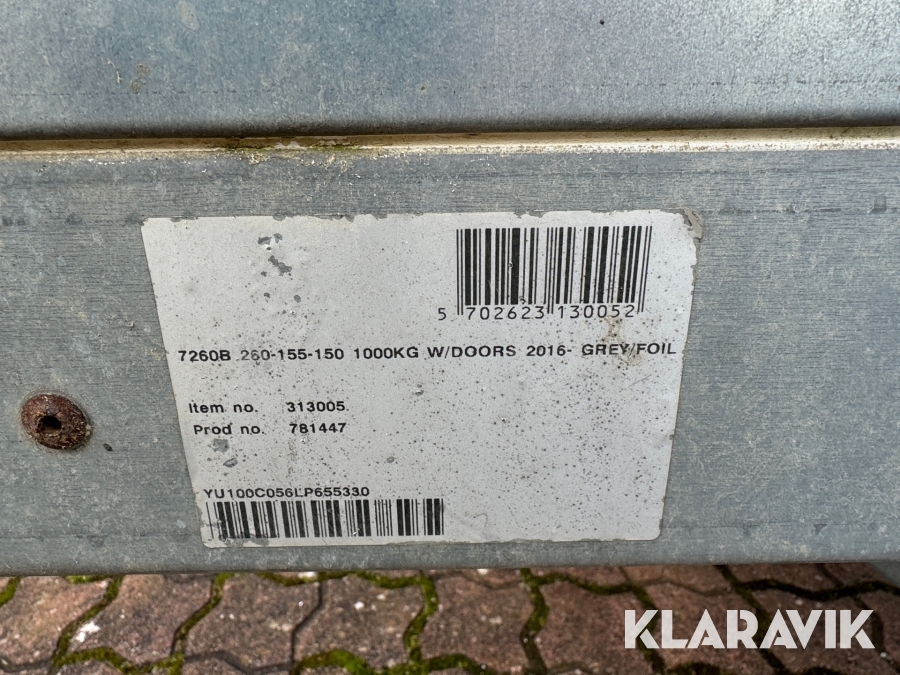 5 702623 130052
7260B 260-155-150 1000KG W/DOORS 2016- GREY/FOIL
Item no. 313005
Prod no. 781447
YU100C056LP655330
KLARAVIK